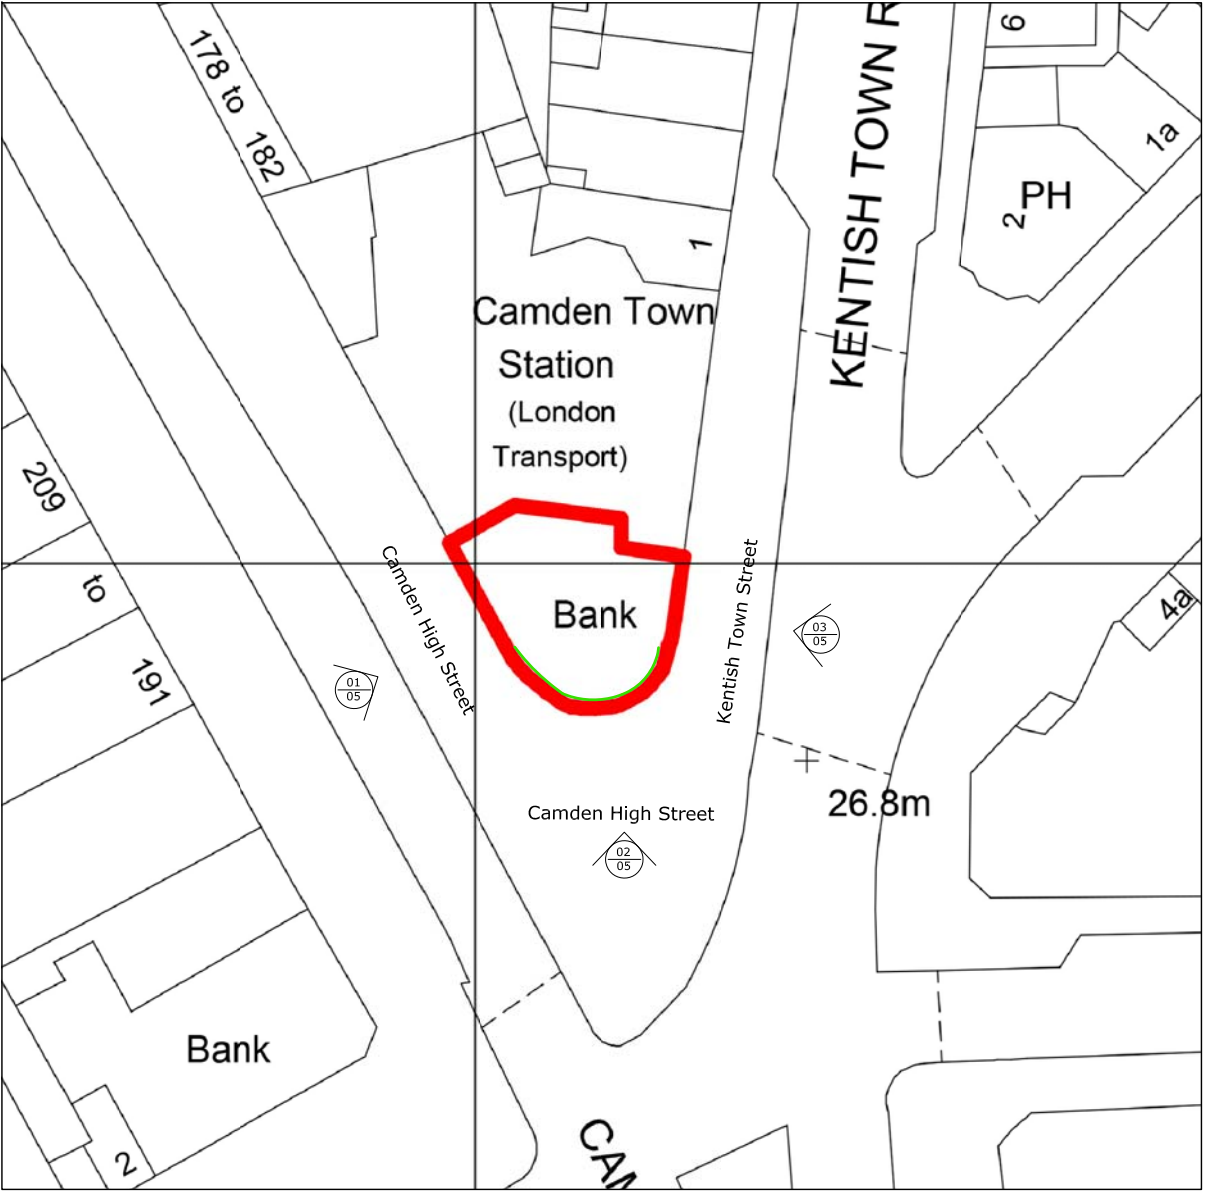 178 to 182
KENTISH TOWN R
6
1a
PH
2
1
Camden Town
Station
(London
Transport)
209
to
191
Camden High Street
Bank
Kentish Town Street
4a
01
05
03
05
26.8m
Camden High Street
02
05
Bank
2
CAM